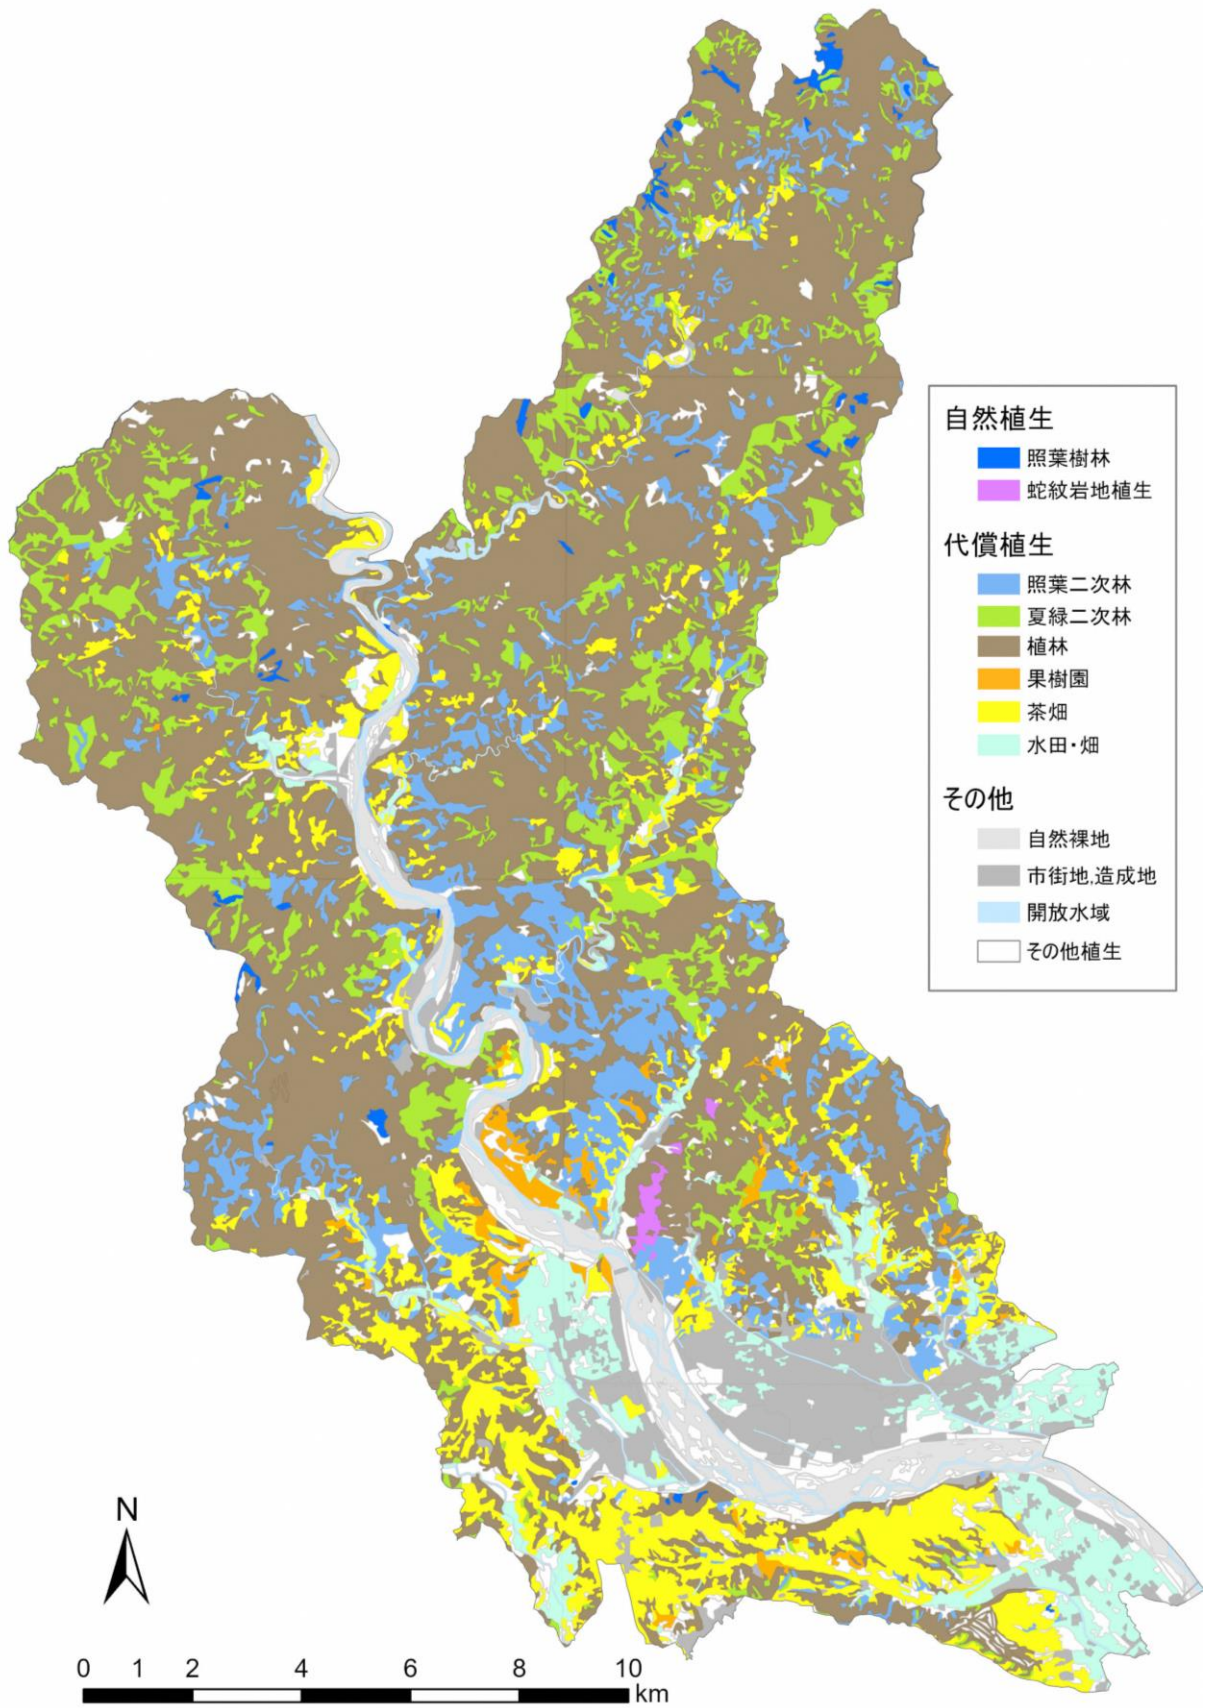 自然植生
照葉樹林
蛇紋岩地植生
代償植生
照葉二次林
夏緑二次林
植林
果樹園
茶畑
水田・畑
その他
自然裸地
市街地,造成地
開放水域
その他植生
N
0 1 2 4 6 8 10
km